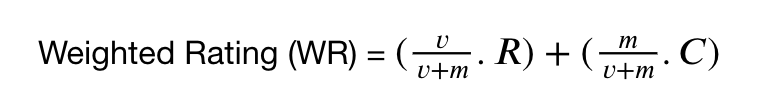 Weighted Rating (WR) = (v/v+m . R) + (m/v+m . C)